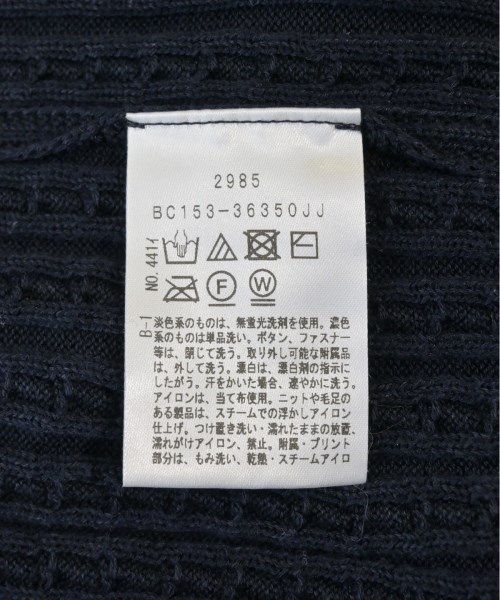 2985
BC153-36350JJ
NO.441イ
F
W
B-1
淡色系のものは、無蛍光洗剤を使用。濃色
系のものは単品洗い。ボタン、ファスナー
等は、閉じて洗う。取り外し可能な附属品
は、外して洗う。漂白は、漂白剤の指示に
したがう。汗をかいた場合、速やかに洗う。
アイロンは、当て布使用。ニットや毛足の
ある製品は、スチームでの浮かしアイロン
仕上げ。つけ置き洗い・濡れたままの放置、
濡れがけアイロン、禁止。附属・プリント
部分は、もみ洗い、乾熱・スチームアイロ